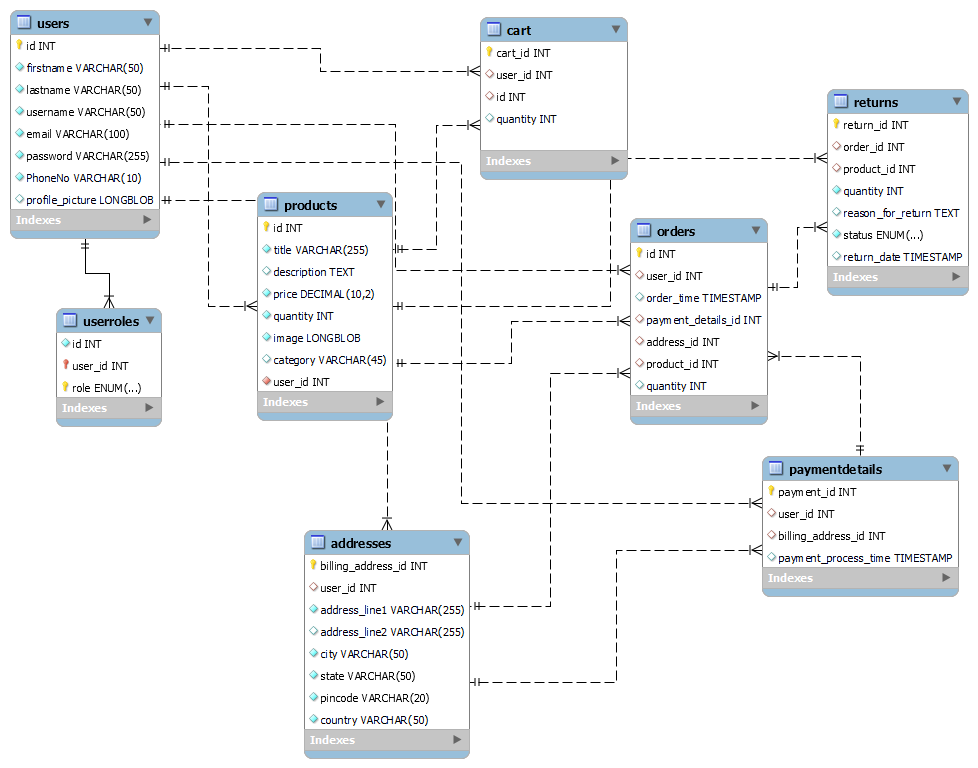 users
id INT
firstname VARCHAR(50)
lastname VARCHAR(50)
username VARCHAR(50)
email VARCHAR(100)
password VARCHAR(255)
PhoneNo VARCHAR(10)
profile_picture LONGBLOB
Indexes
cart
cart_id INT
user_id INT
id INT
quantity INT
Indexes
returns
return_id INT
order_id INT
product_id INT
quantity INT
reason_for_return TEXT
status ENUM(...)
return_date TIMESTAMP
Indexes
products
id INT
title VARCHAR(255)
description TEXT
price DECIMAL(10,2)
quantity INT
image LONGBLOB
category VARCHAR(45)
user_id INT
Indexes
orders
id INT
user_id INT
order_time TIMESTAMP
payment_details_id INT
address_id INT
product_id INT
quantity INT
Indexes
userroles
id INT
user_id INT
role ENUM(...)
Indexes
paymentdetails
payment_id INT
user_id INT
billing_address_id INT
payment_process_time TIMESTAMP
Indexes
addresses
billing_address_id INT
user_id INT
address_line1 VARCHAR(255)
address_line2 VARCHAR(255)
city VARCHAR(50)
state VARCHAR(50)
pincode VARCHAR(20)
country VARCHAR(50)
Indexes